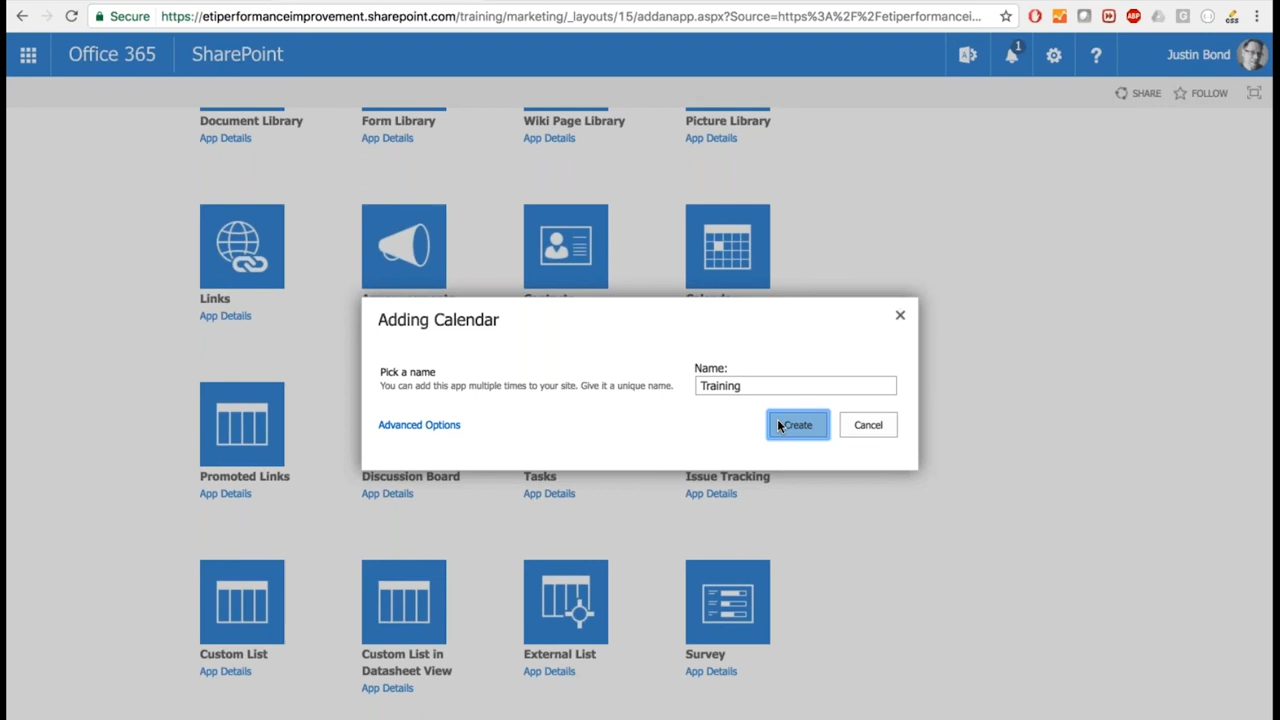 Secure https://etiperformanceimprovement.sharepoint.com/training/marketing/_layouts/15/addanapp.aspx?Source=https%3A%2F%2Fetiperformancei...
ABP
css
Office 365 SharePoint
1
?
Justin Bond
SHARE FOLLOW
Document Library Form Library Wiki Page Library Picture Library
App Details App Details App Details App Details
Links
App Details
Adding Calendar
Pick a name
You can add this app multiple times to your site. Give it a unique name.
Name:
Training
Advanced Options
Create Cancel
Promoted Links Discussion Board Tasks Issue Tracking
App Details App Details App Details App Details
Custom List Custom List in External List Survey
Datasheet View
App Details App Details App Details App Details